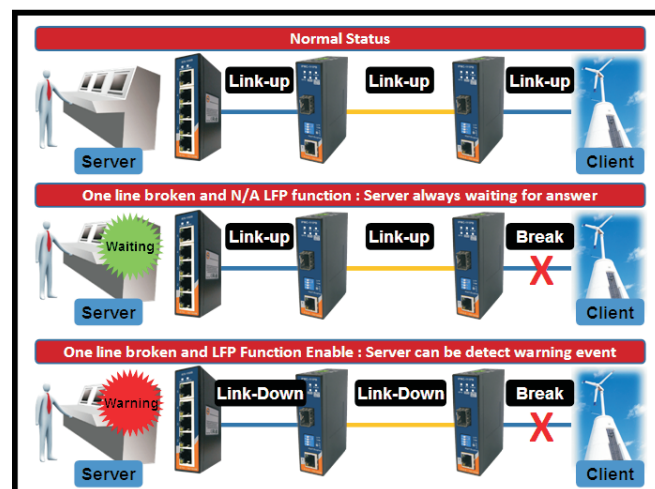 Normal Status
Link-up
Link-up
Link-up
Server
Client
One line broken and N/A LFP function : Server always waiting for answer
Waiting
Link-up
Link-up
Break
X
Server
Client
One line broken and LFP Function Enable : Server can be detect warning event
Warning
Link-Down
Link-Down
Break
X
Server
Client